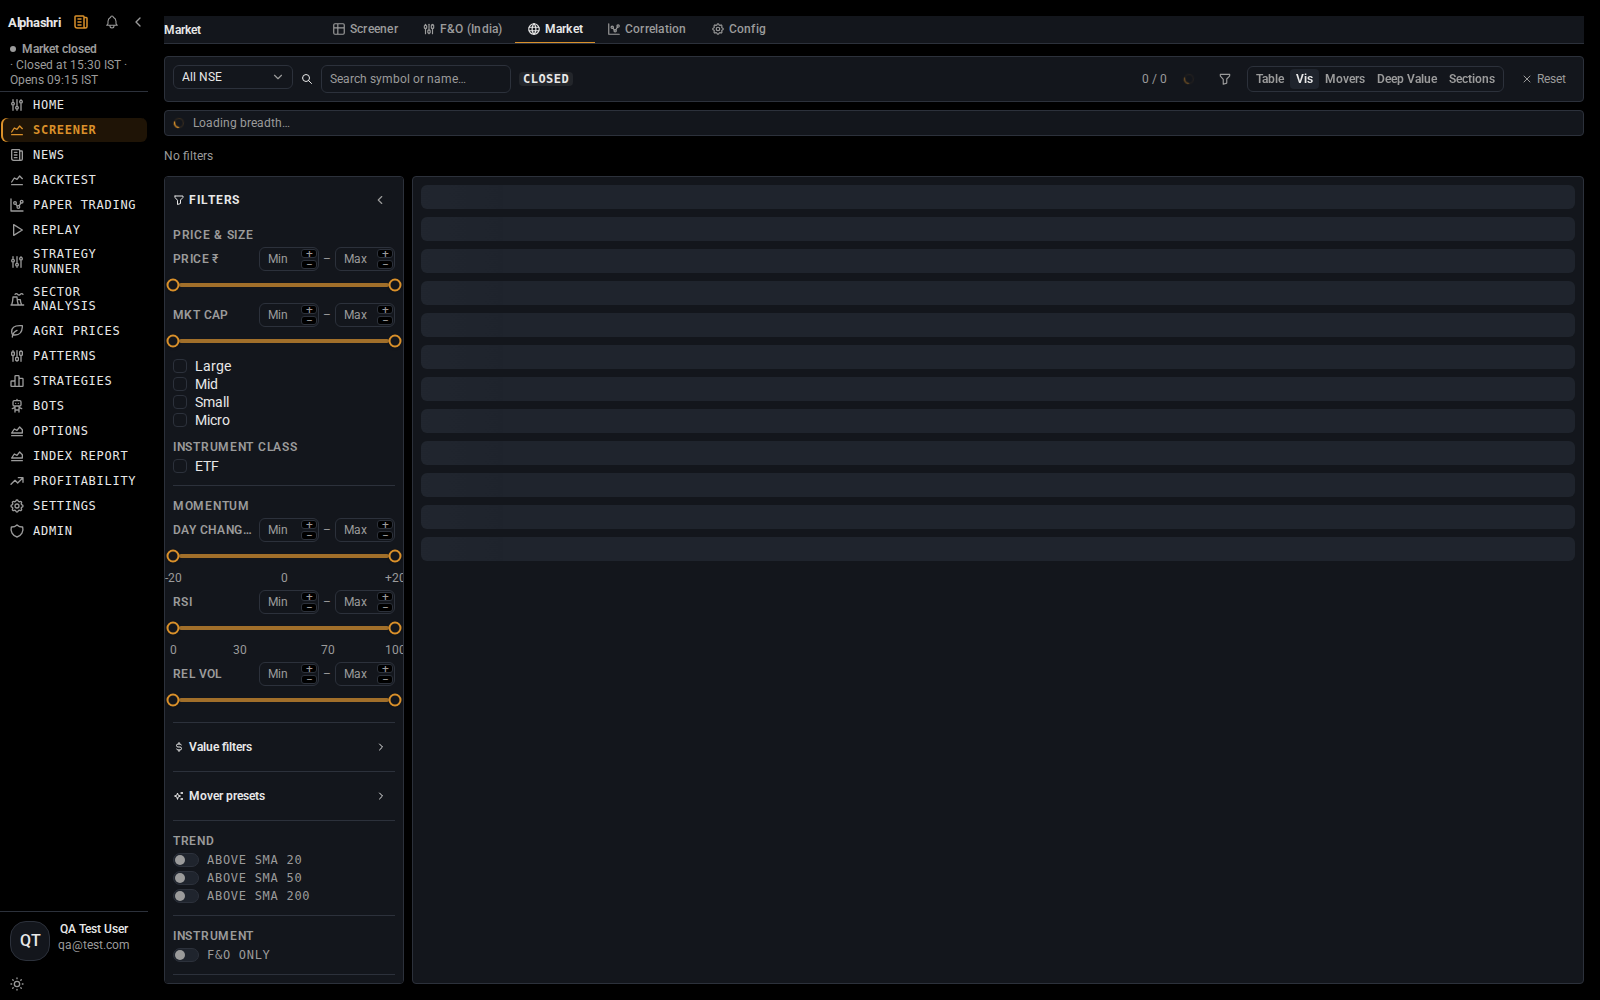 Alphashri
Market closed
· Closed at 15:30 IST ·
Opens 09:15 IST
HOME
SCREENER
NEWS
BACKTEST
PAPER TRADING
REPLAY
STRATEGY
RUNNER
SECTOR
ANALYSIS
AGRI PRICES
PATTERNS
STRATEGIES
BOTS
OPTIONS
INDEX REPORT
PROFITABILITY
SETTINGS
ADMIN
QT
QA Test User
qa@test.com
Market
Screener
F&O (India)
Market
Correlation
Config
All NSE
Search symbol or name...
CLOSED
0 / 0
Table
Vis
Movers
Deep Value
Sections
Reset
Loading breadth...
No filters
FILTERS
PRICE & SIZE
PRICE ₹ Min – Max
MKT CAP Min – Max
Large
Mid
Small
Micro
INSTRUMENT CLASS
ETF
MOMENTUM
DAY CHANG... Min – Max
-20 0 +20
RSI Min – Max
0 30 70 100
REL VOL Min – Max
Value filters
Mover presets
TREND
ABOVE SMA 20
ABOVE SMA 50
ABOVE SMA 200
INSTRUMENT
F&O ONLY